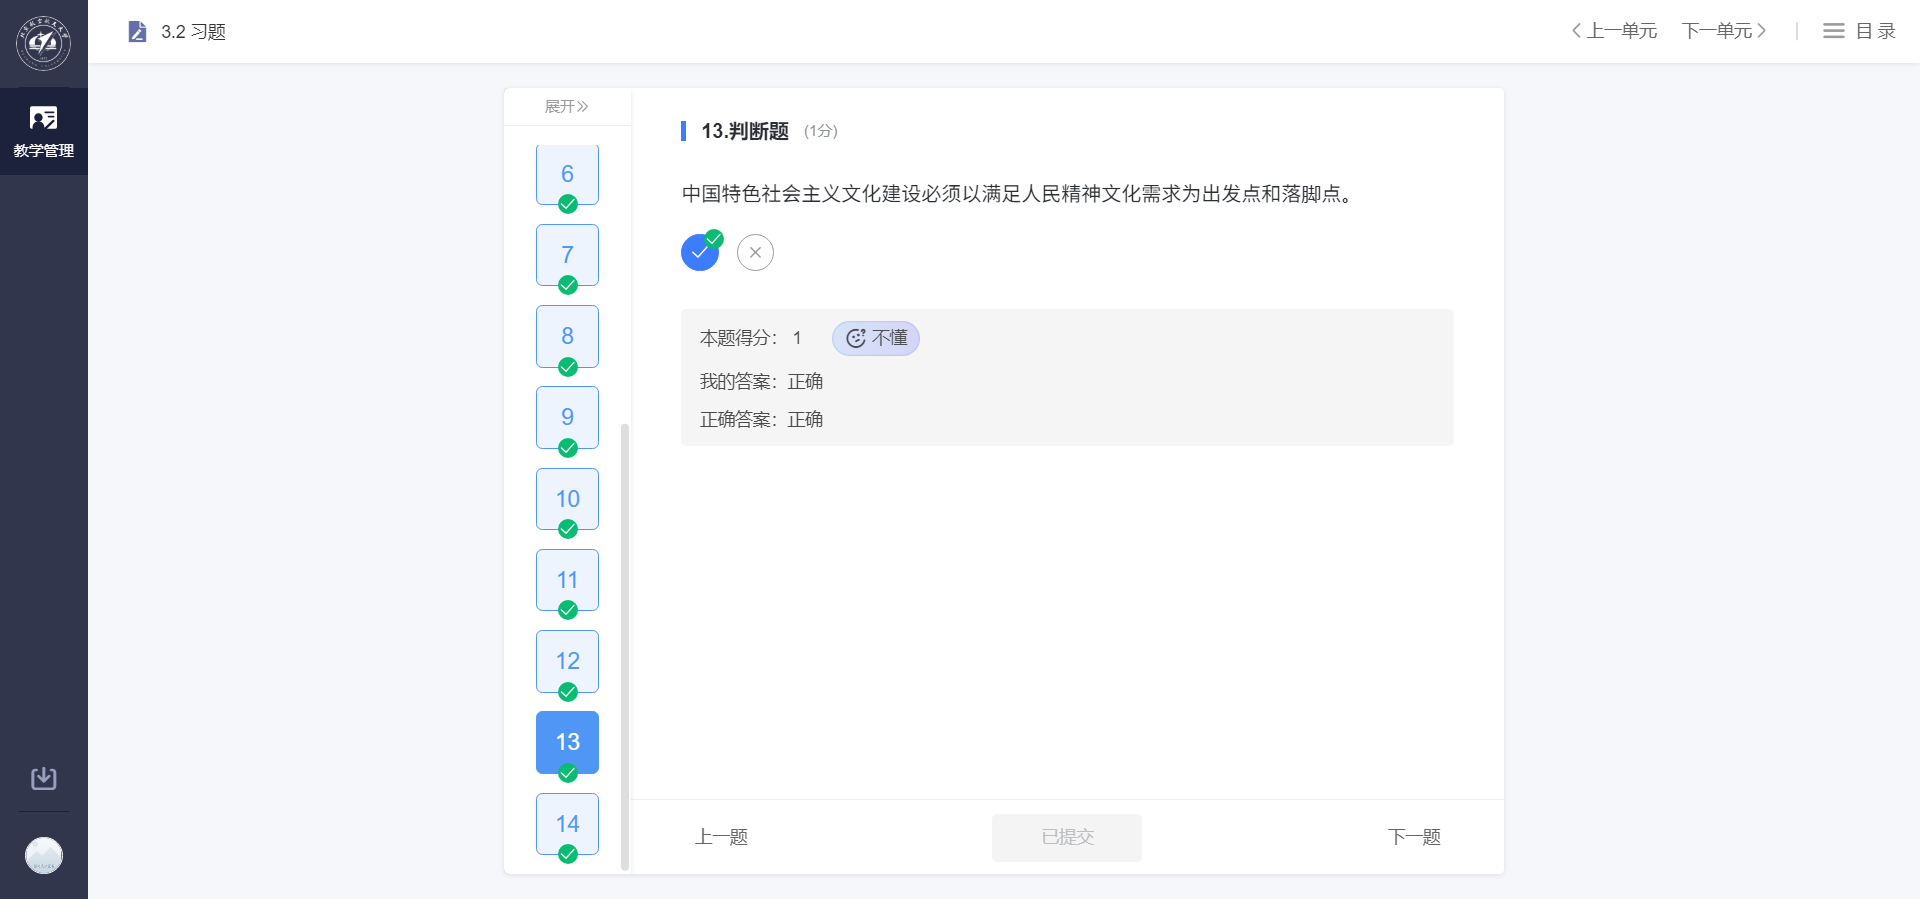 3.2 习题
上一单元
下一单元
目录
教学管理
展开
6
7
8
9
10
11
12
13
14
13.判断题 (1分)
中国特色社会主义文化建设必须以满足人民精神文化需求为出发点和落脚点。
本题得分： 1 不懂
我的答案：正确
正确答案：正确
上一题
已提交
下一题